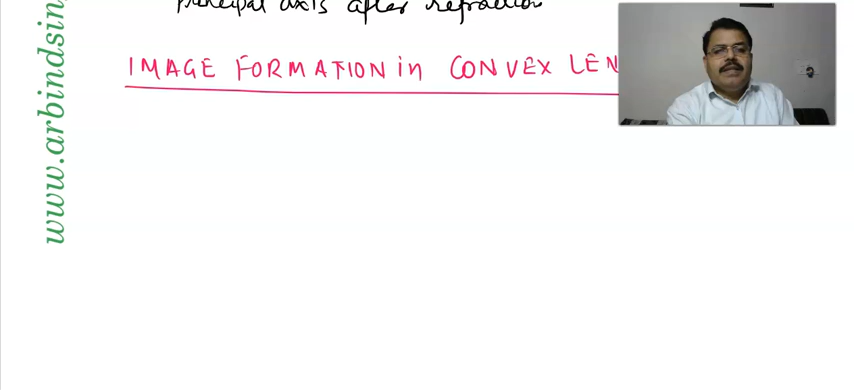 principal axis after refraction
IMAGE FORMATION in CONVEX LEN
www.arbindsin